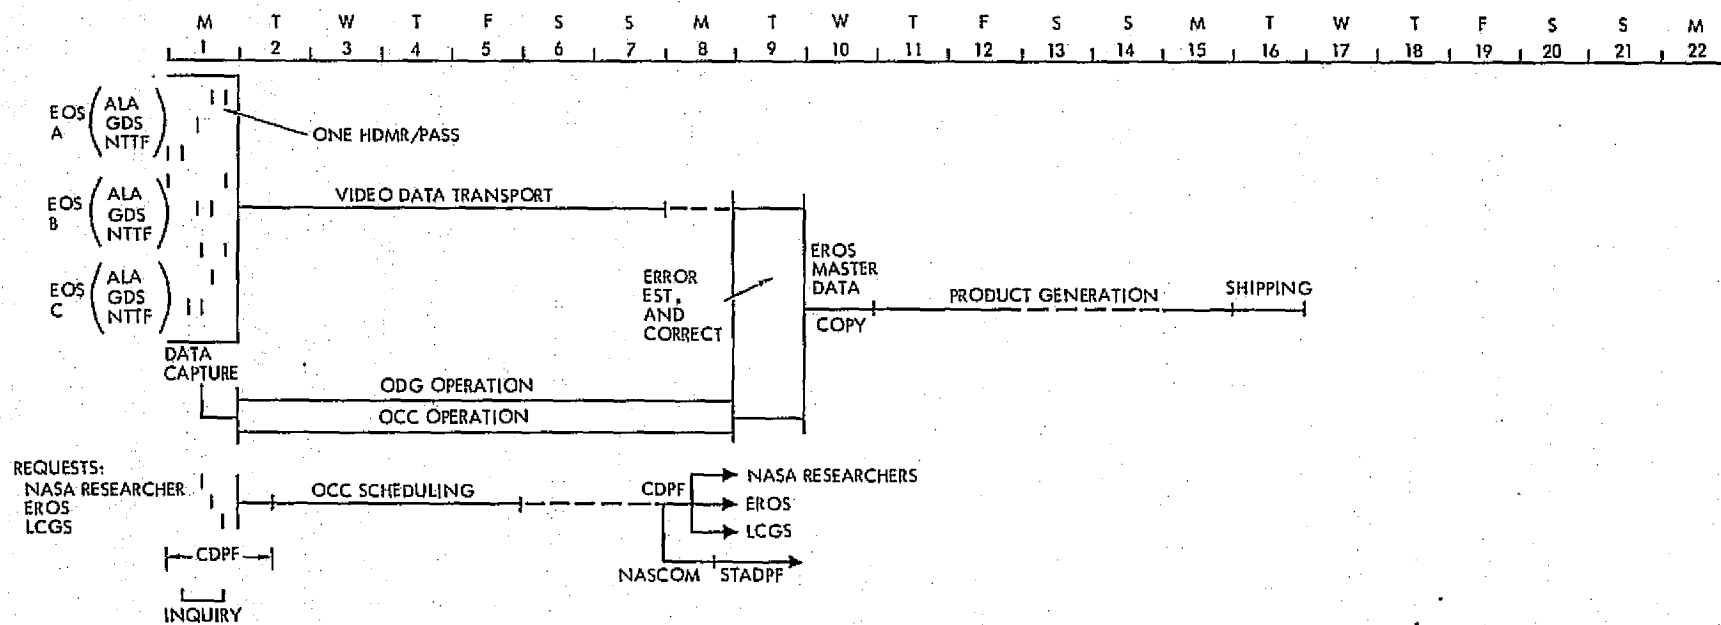 M T W T F S S M T W T F S S M T W T F S S M
1 2 3 4 5 6 7 8 9 10 11 12 13 14 15 16 17 18 19 20 21 22
EOS A
ALA
GDS
NTTF
ONE HDMR/PASS
EOS B
ALA
GDS
NTTF
VIDEO DATA TRANSPORT
EOS C
ALA
GDS
NTTF
ERROR
EST.
AND
CORRECT
EROS
MASTER
DATA
COPY
PRODUCT GENERATION
SHIPPING
DATA
CAPTURE
ODG OPERATION
OCC OPERATION
REQUESTS:
NASA RESEARCHER
EROS
LCGS
OCC SCHEDULING
CDPF
NASA RESEARCHERS
EROS
LCGS
CDPF
NASCOM
STADPF
INQUIRY